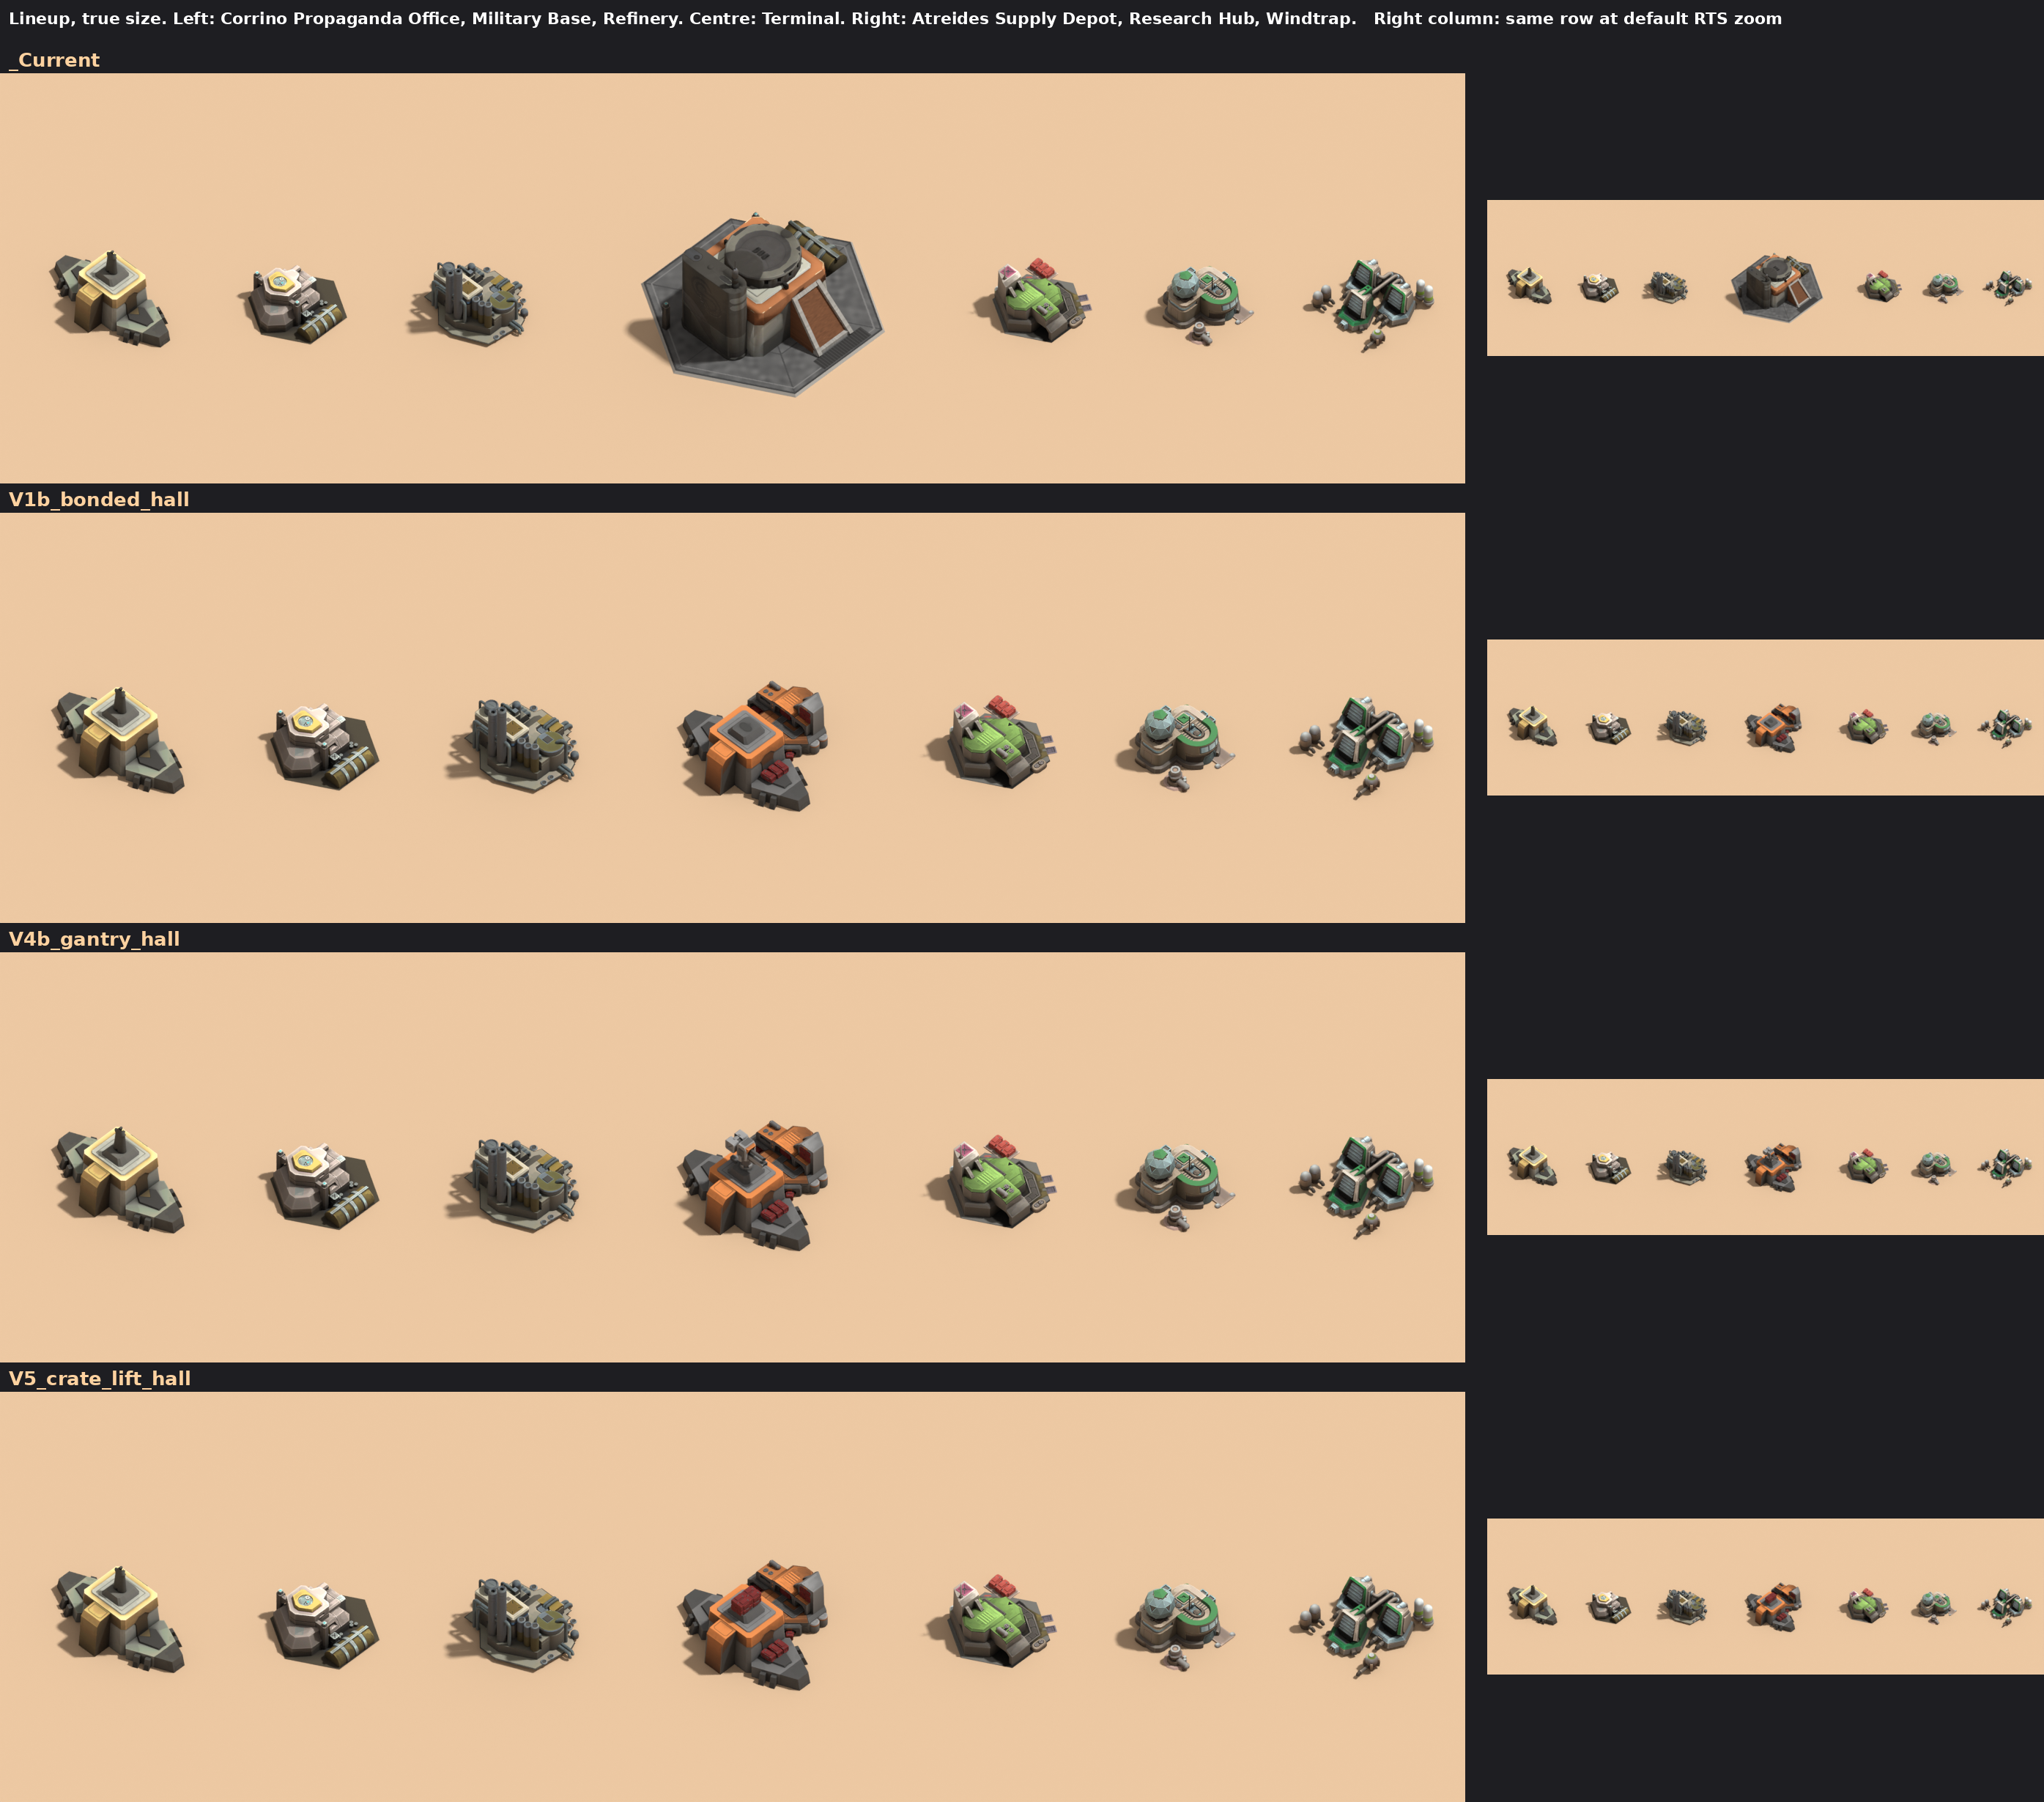 Lineup, true size. Left: Corrino Propaganda Office, Military Base, Refinery. Centre: Terminal. Right: Atreides Supply Depot, Research Hub, Windtrap.   Right column: same row at default RTS zoom
_Current
V1b_bonded_hall
V4b_gantry_hall
V5_crate_lift_hall